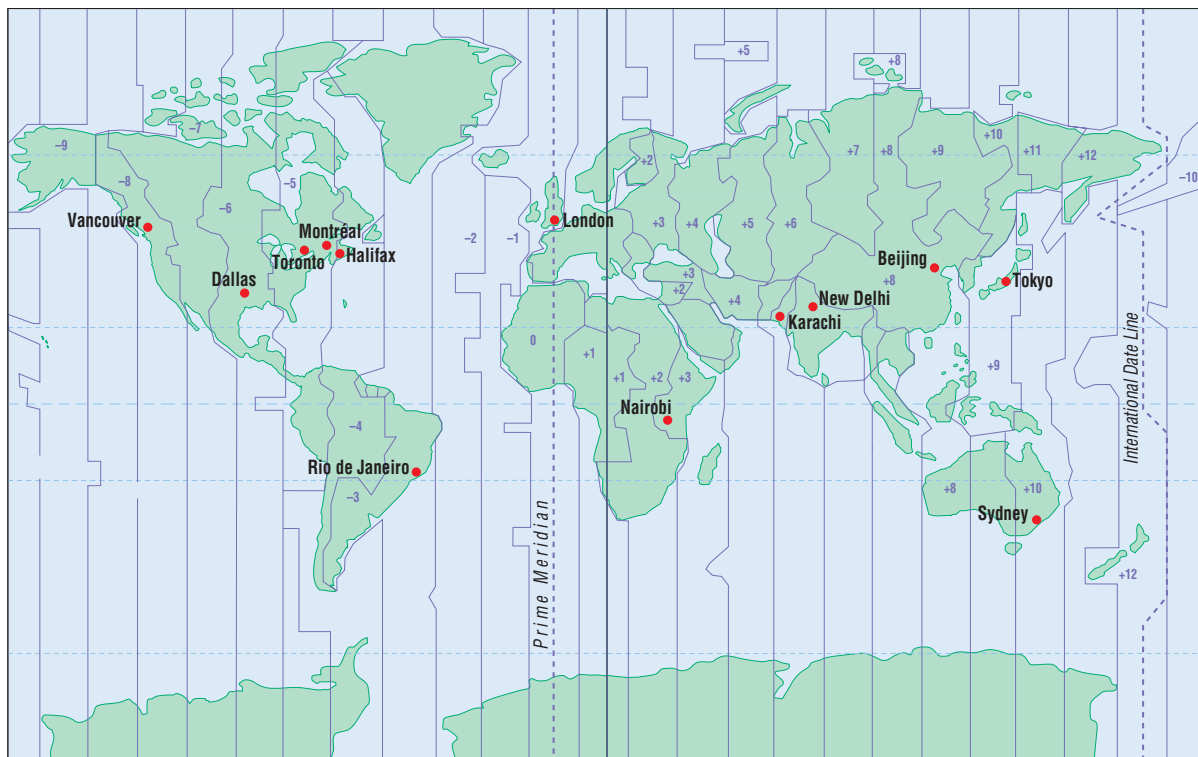 +5
+8
−7
−9
−8
−6
−5
+2
+7
+8
+9
+10
+11
+12
−10
Vancouver
Montréal
Toronto
Halifax
Dallas
−2
−1
London
+3
+4
+5
+6
+3
+2
+4
Beijing
+8
Tokyo
New Delhi
Karachi
0
+1
+1
+2
+3
+9
Nairobi
−4
Rio de Janeiro
−3
+8
+10
Sydney
+12
Prime Meridian
International Date Line